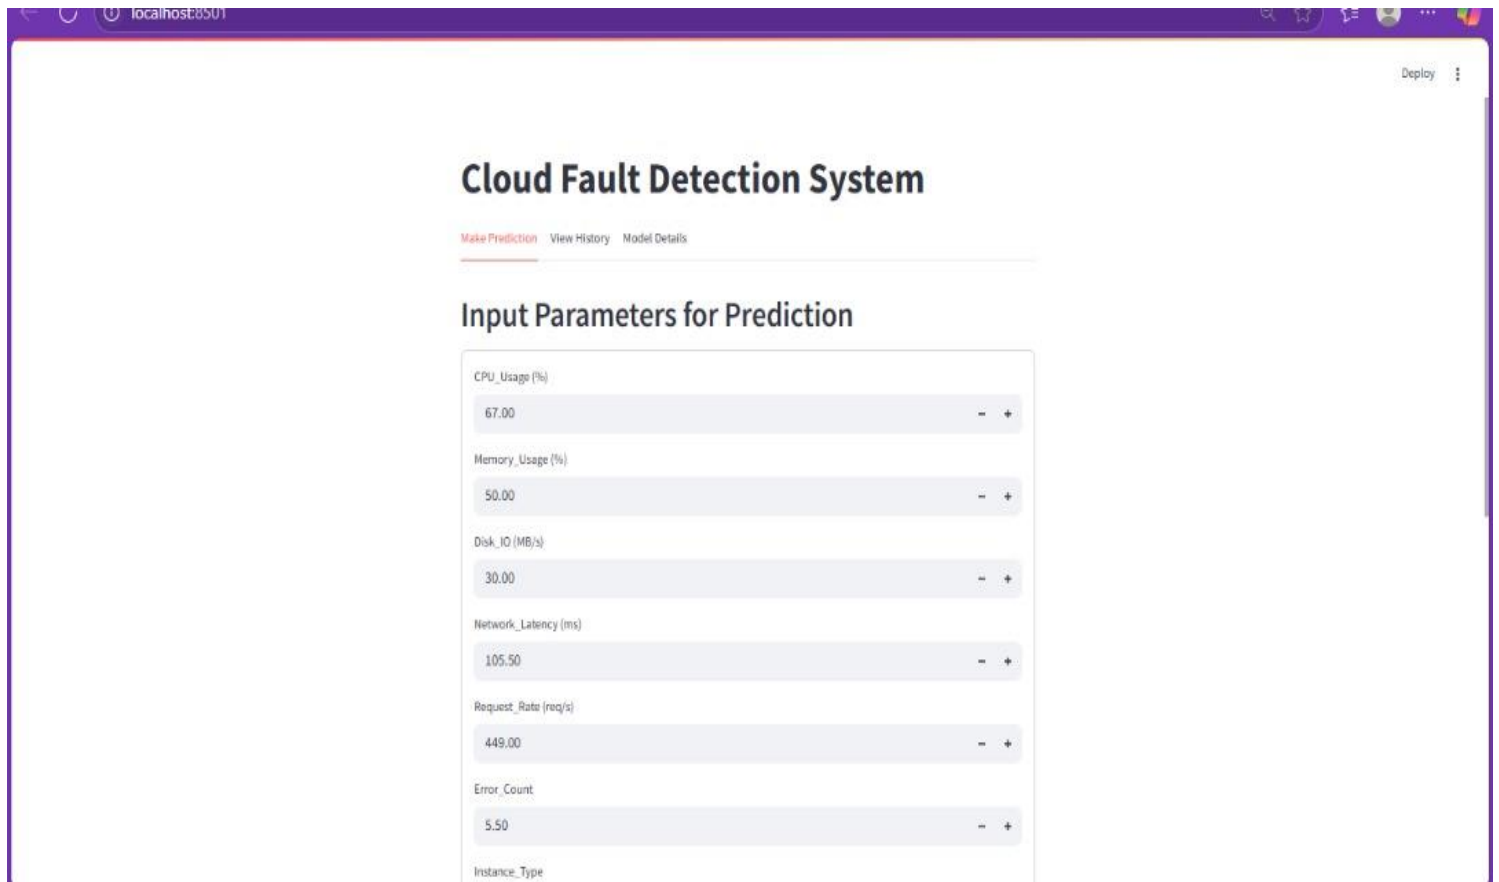 localhost:8501
Deploy
Cloud Fault Detection System
Make Prediction View History Model Details
Input Parameters for Prediction
CPU_Usage (%)
67.00 - +
Memory_Usage (%)
50.00 - +
Disk_IO (MB/s)
30.00 - +
Network_Latency (ms)
105.50 - +
Request_Rate (req/s)
449.00 - +
Error_Count
5.50 - +
Instance_Type